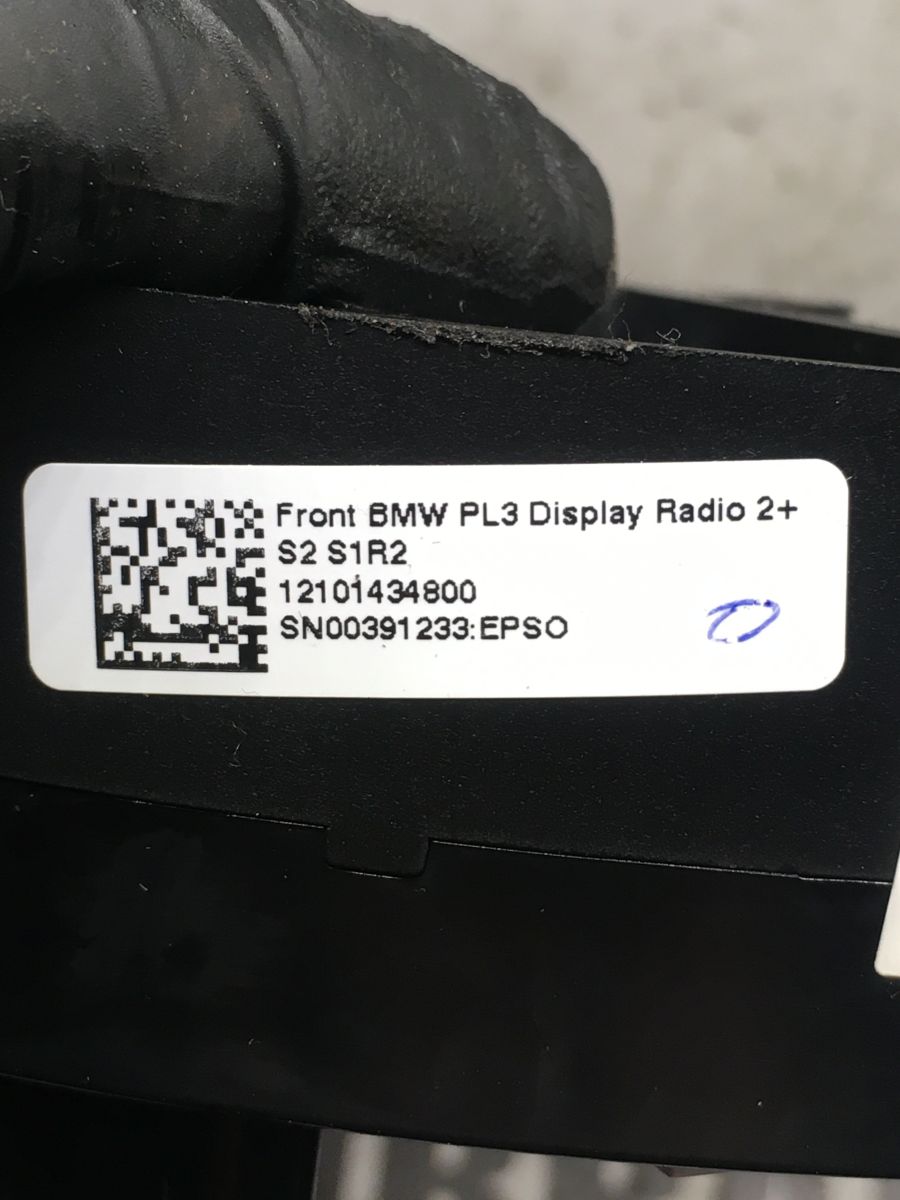 Front BMW PL3 Display Radio 2+
S2 S1R2
12101434800
SN00391233:EPSO